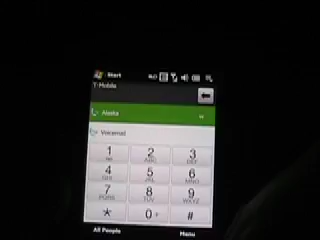 Start
T-Mobile
Alaska w
Voicemail
1 2 3
ABC DEF
4 5 6
GHI JKL MNO
7 8 9
PQRS TUV WXYZ
* 0 + #
All People Menu